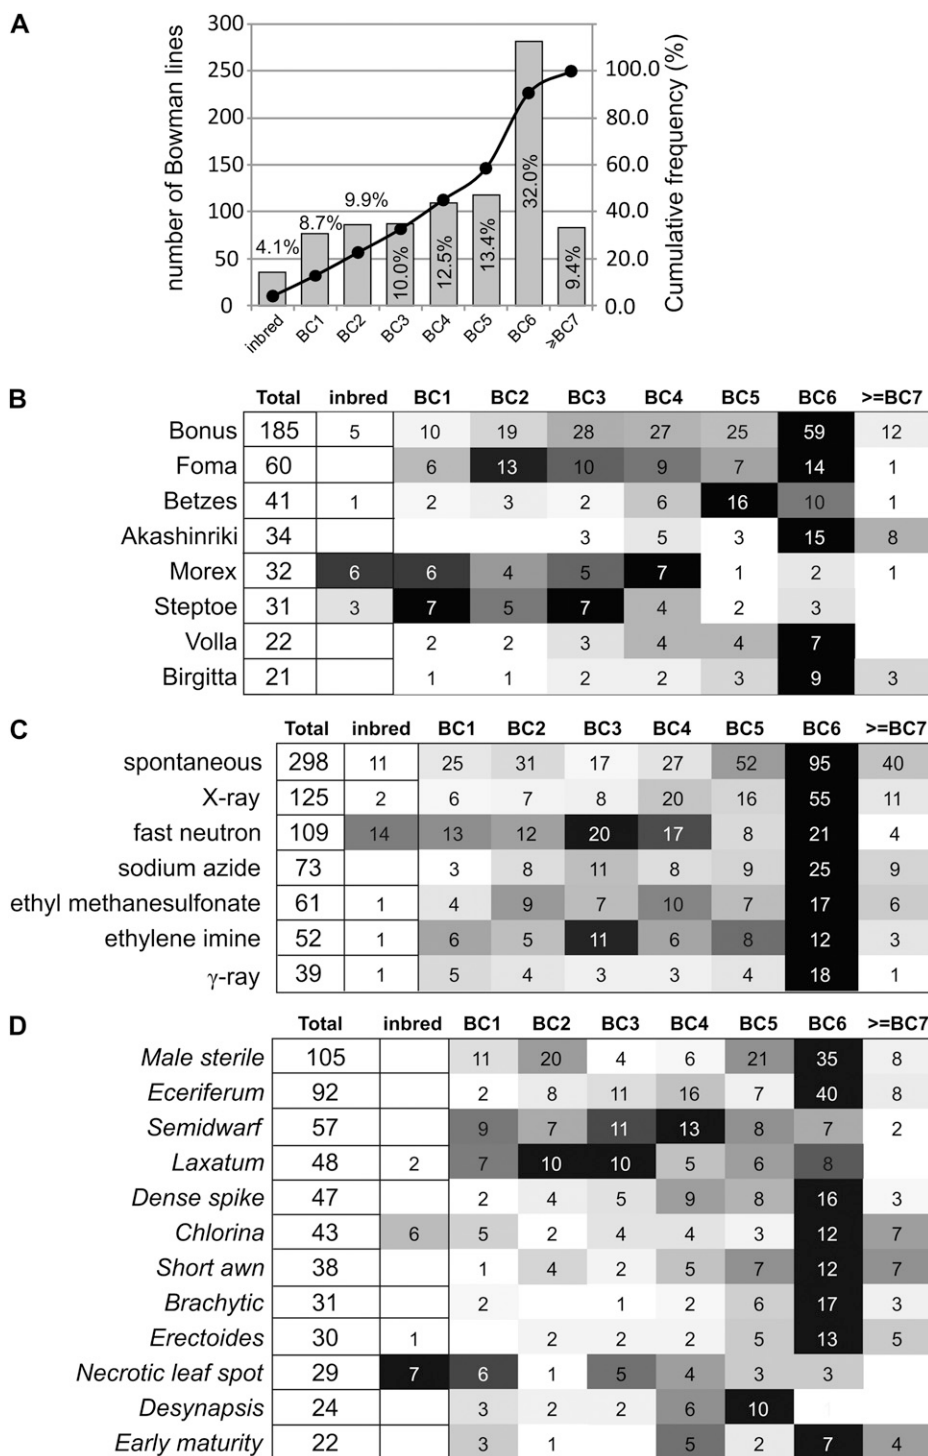 A
300
250
200
150
100
50
0
number of Bowman lines
100.0
80.0
60.0
40.0
20.0
0.0
Cumulative frequency (%)
4.1%
8.7%
9.9%
10.0%
12.5%
13.4%
32.0%
9.4%
inbred
BC1
BC2
BC3
BC4
BC5
BC6
≥BC7
B
Total inbred BC1 BC2 BC3 BC4 BC5 BC6 >=BC7
Bonus 185 5 10 19 28 27 25 59 12
Foma 60 6 13 10 9 7 14 1
Betzes 41 1 2 3 2 6 16 10 1
Akashinriki 34 3 5 3 15 8
Morex 32 6 6 4 5 7 1 2 1
Steptoe 31 3 7 5 7 4 2 3
Volla 22 2 2 3 4 4 7
Birgitta 21 1 1 2 2 3 9 3
C
Total inbred BC1 BC2 BC3 BC4 BC5 BC6 >=BC7
spontaneous 298 11 25 31 17 27 52 95 40
X-ray 125 2 6 7 8 20 16 55 11
fast neutron 109 14 13 12 20 17 8 21 4
sodium azide 73 3 8 11 8 9 25 9
ethyl methanesulfonate 61 1 4 9 7 10 7 17 6
ethylene imine 52 1 6 5 11 6 8 12 3
γ-ray 39 1 5 4 3 3 4 18 1
D
Total inbred BC1 BC2 BC3 BC4 BC5 BC6 >=BC7
Male sterile 105 11 20 4 6 21 35 8
Eceriferum 92 2 8 11 16 7 40 8
Semidwarf 57 9 7 11 13 8 7 2
Laxatum 48 2 7 10 10 5 6 8
Dense spike 47 2 4 5 9 8 16 3
Chlorina 43 6 5 2 4 4 3 12 7
Short awn 38 1 4 2 5 7 12 7
Brachytic 31 2 1 2 6 17 3
Erectoides 30 1 2 2 2 5 13 5
Necrotic leaf spot 29 7 6 1 5 4 3 3
Desynapsis 24 3 2 2 6 10
Early maturity 22 3 1 5 2 7 4